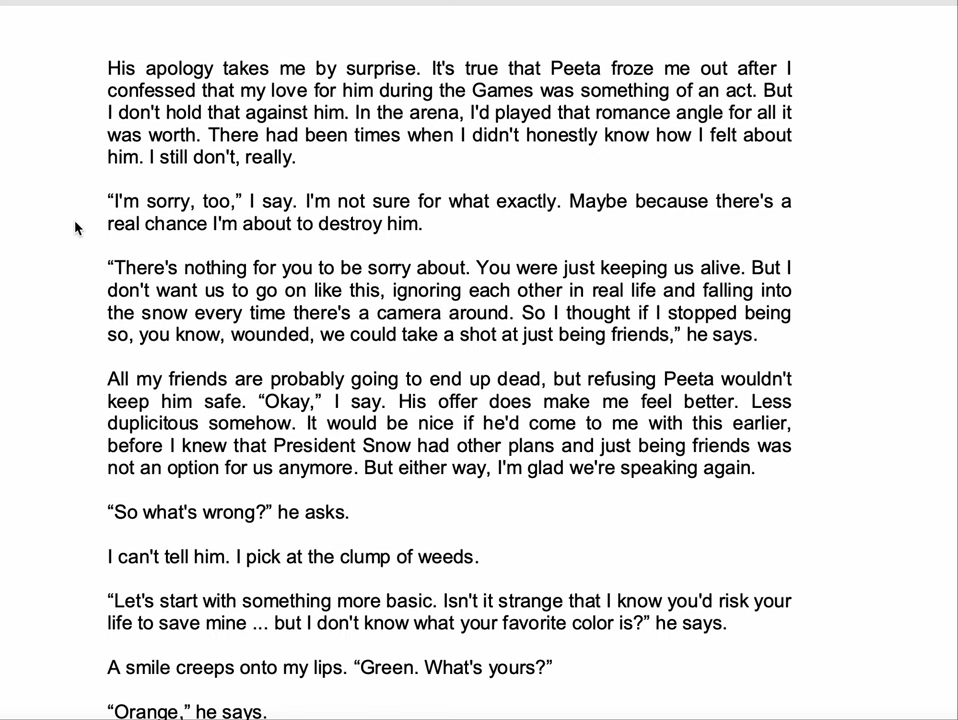 His apology takes me by surprise. It's true that Peeta froze me out after I
confessed that my love for him during the Games was something of an act. But
I don't hold that against him. In the arena, I'd played that romance angle for all it
was worth. There had been times when I didn't honestly know how I felt about
him. I still don't, really.
“I'm sorry, too,” I say. I'm not sure for what exactly. Maybe because there's a
real chance I'm about to destroy him.
“There's nothing for you to be sorry about. You were just keeping us alive. But I
don't want us to go on like this, ignoring each other in real life and falling into
the snow every time there's a camera around. So I thought if I stopped being
so, you know, wounded, we could take a shot at just being friends,” he says.
All my friends are probably going to end up dead, but refusing Peeta wouldn't
keep him safe. “Okay,” I say. His offer does make me feel better. Less
duplicitous somehow. It would be nice if he'd come to me with this earlier,
before I knew that President Snow had other plans and just being friends was
not an option for us anymore. But either way, I'm glad we're speaking again.
“So what's wrong?” he asks.
I can't tell him. I pick at the clump of weeds.
“Let's start with something more basic. Isn't it strange that I know you'd risk your
life to save mine ... but I don't know what your favorite color is?” he says.
A smile creeps onto my lips. “Green. What's yours?”
“Orange,” he says.